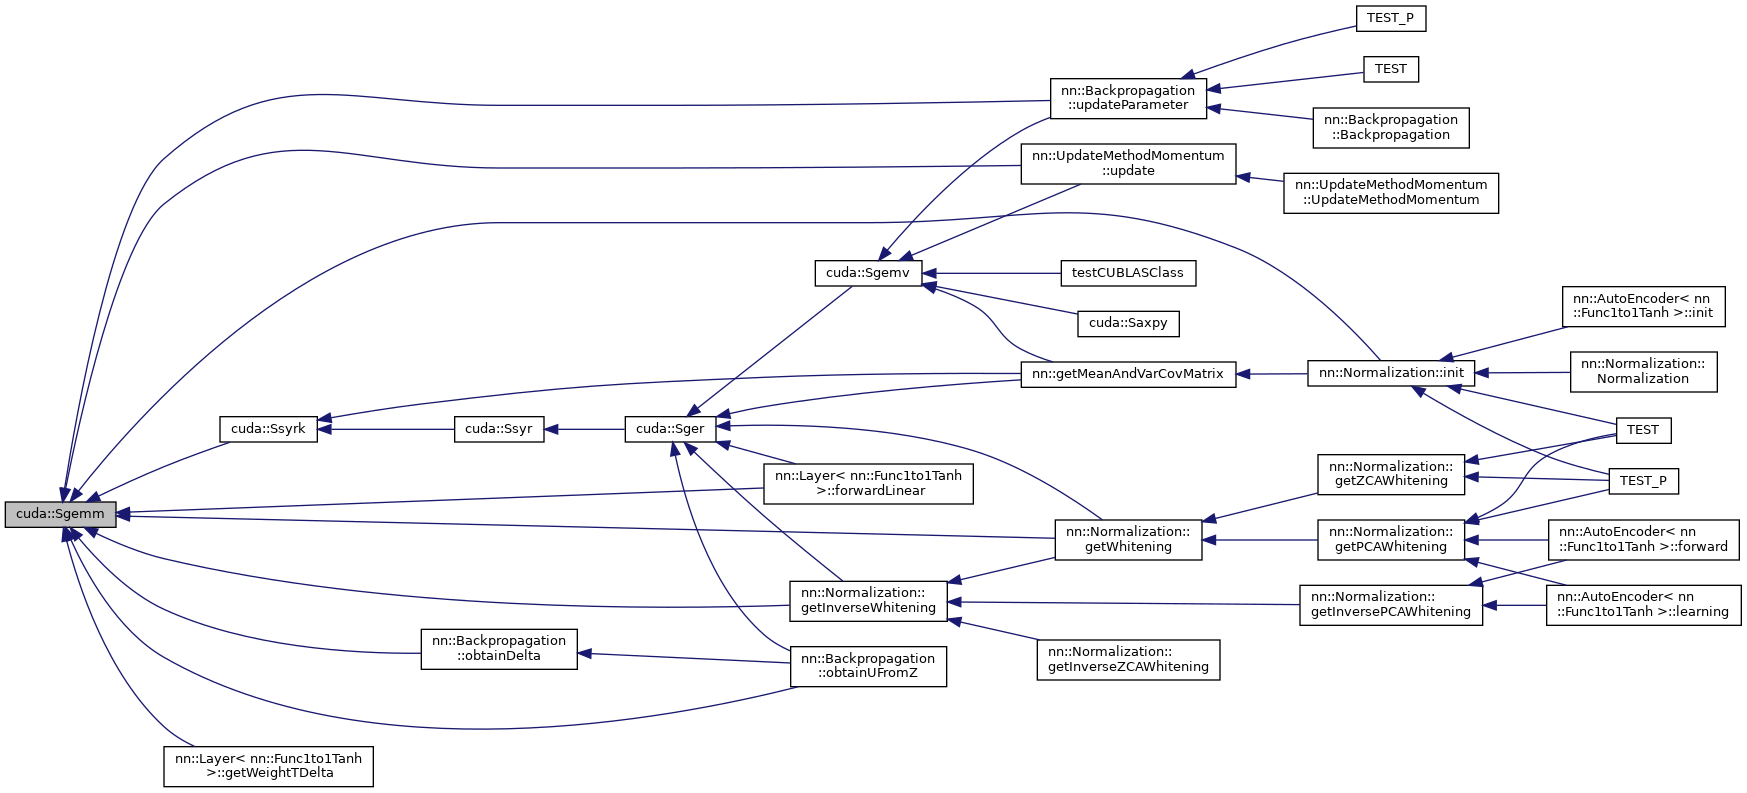 TEST_P
TEST
nn::Backpropagation
::updateParameter
nn::Backpropagation
::Backpropagation
nn::UpdateMethodMomentum
::update
nn::UpdateMethodMomentum
::UpdateMethodMomentum
cuda::Sgemv
testCUBLASClass
cuda::Saxpy
nn::AutoEncoder< nn
::Func1to1Tanh >::init
nn::getMeanAndVarCovMatrix
nn::Normalization::init
nn::Normalization::
Normalization
cuda::Ssyrk
cuda::Ssyr
cuda::Sger
TEST
nn::Layer< nn::Func1to1Tanh
>::forwardLinear
nn::Normalization::
getZCAWhitening
TEST_P
cuda::Sgemm
nn::Normalization::
getWhitening
nn::Normalization::
getPCAWhitening
nn::AutoEncoder< nn
::Func1to1Tanh >::forward
nn::Normalization::
getInverseWhitening
nn::Normalization::
getInversePCAWhitening
nn::AutoEncoder< nn
::Func1to1Tanh >::learning
nn::Backpropagation
::obtainDelta
nn::Backpropagation
::obtainUFromZ
nn::Normalization::
getInverseZCAWhitening
nn::Layer< nn::Func1to1Tanh
>::getWeightTDelta